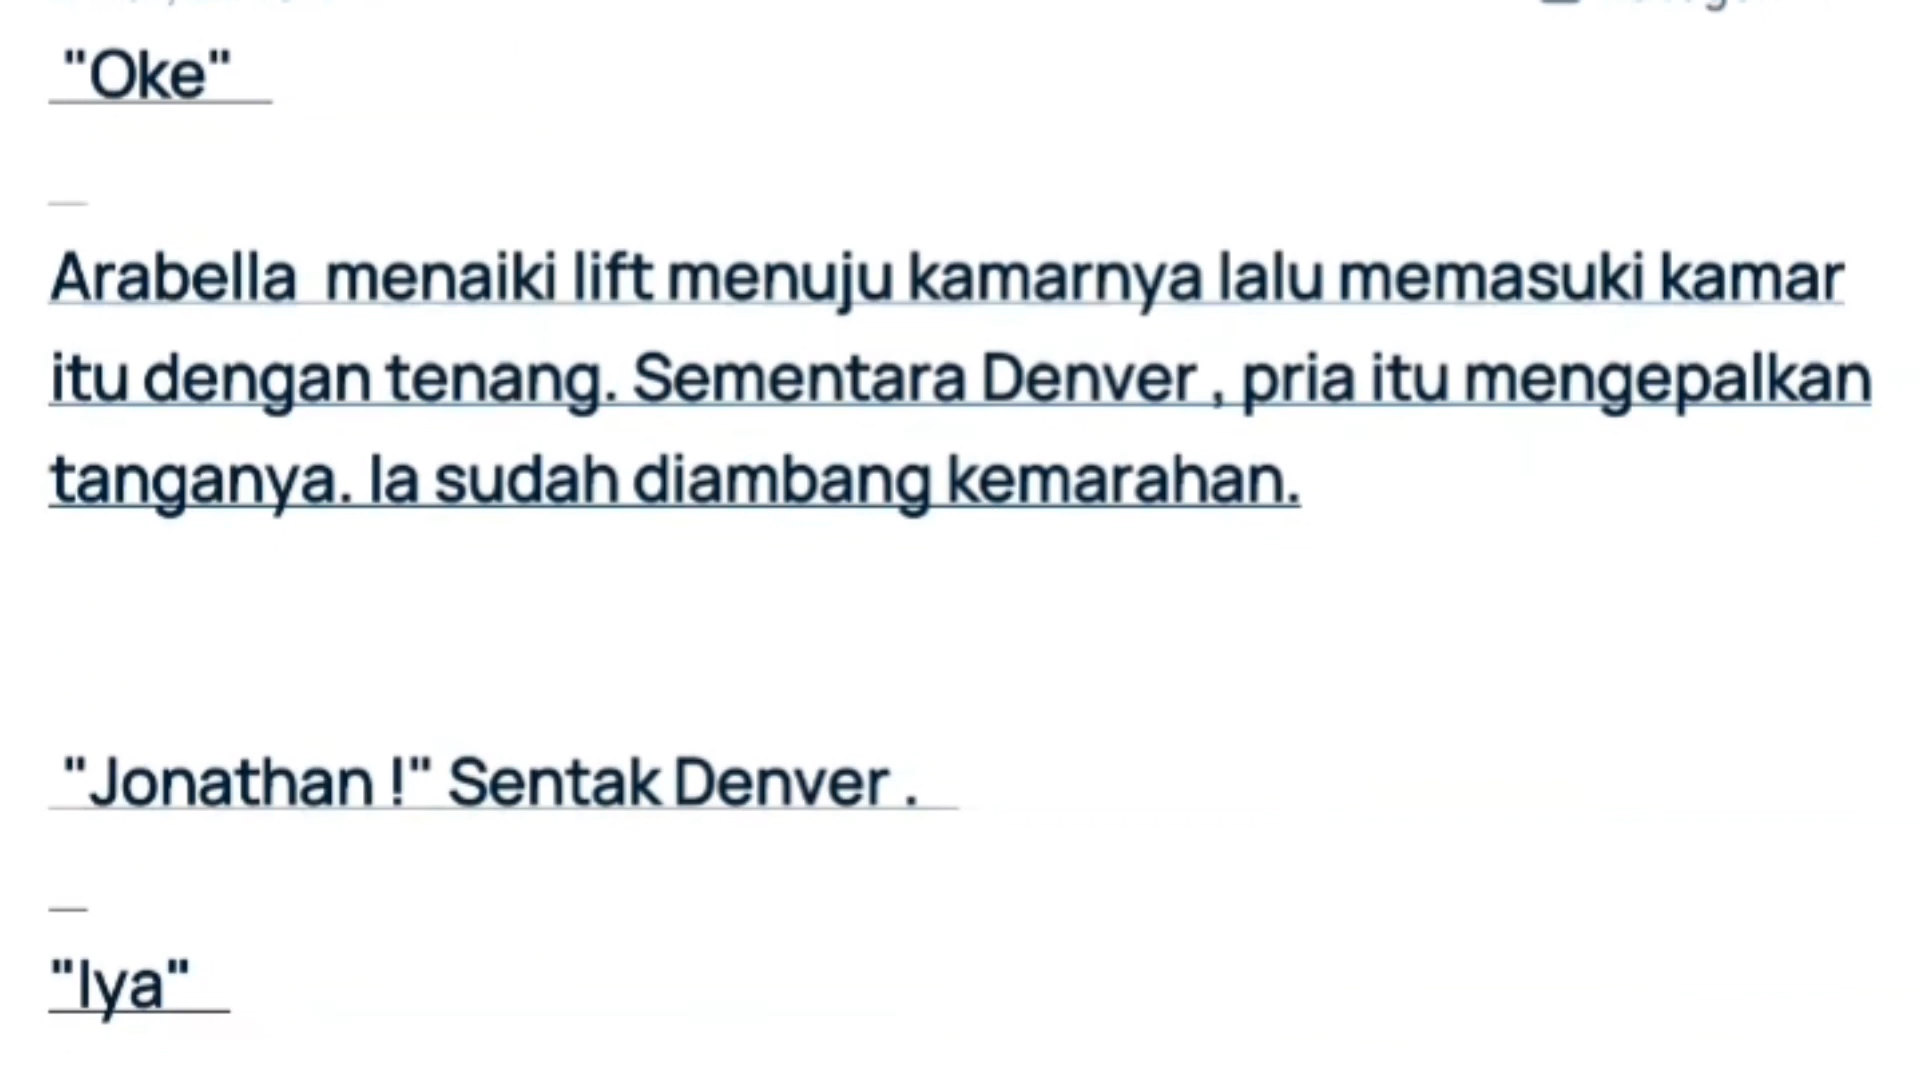 "Oke"
Arabella  menaiki lift menuju kamarnya lalu memasuki kamar
itu dengan tenang. Sementara Denver , pria itu mengepalkan
tanganya. Ia sudah diambang kemarahan.
"Jonathan !" Sentak Denver .
"Iya"